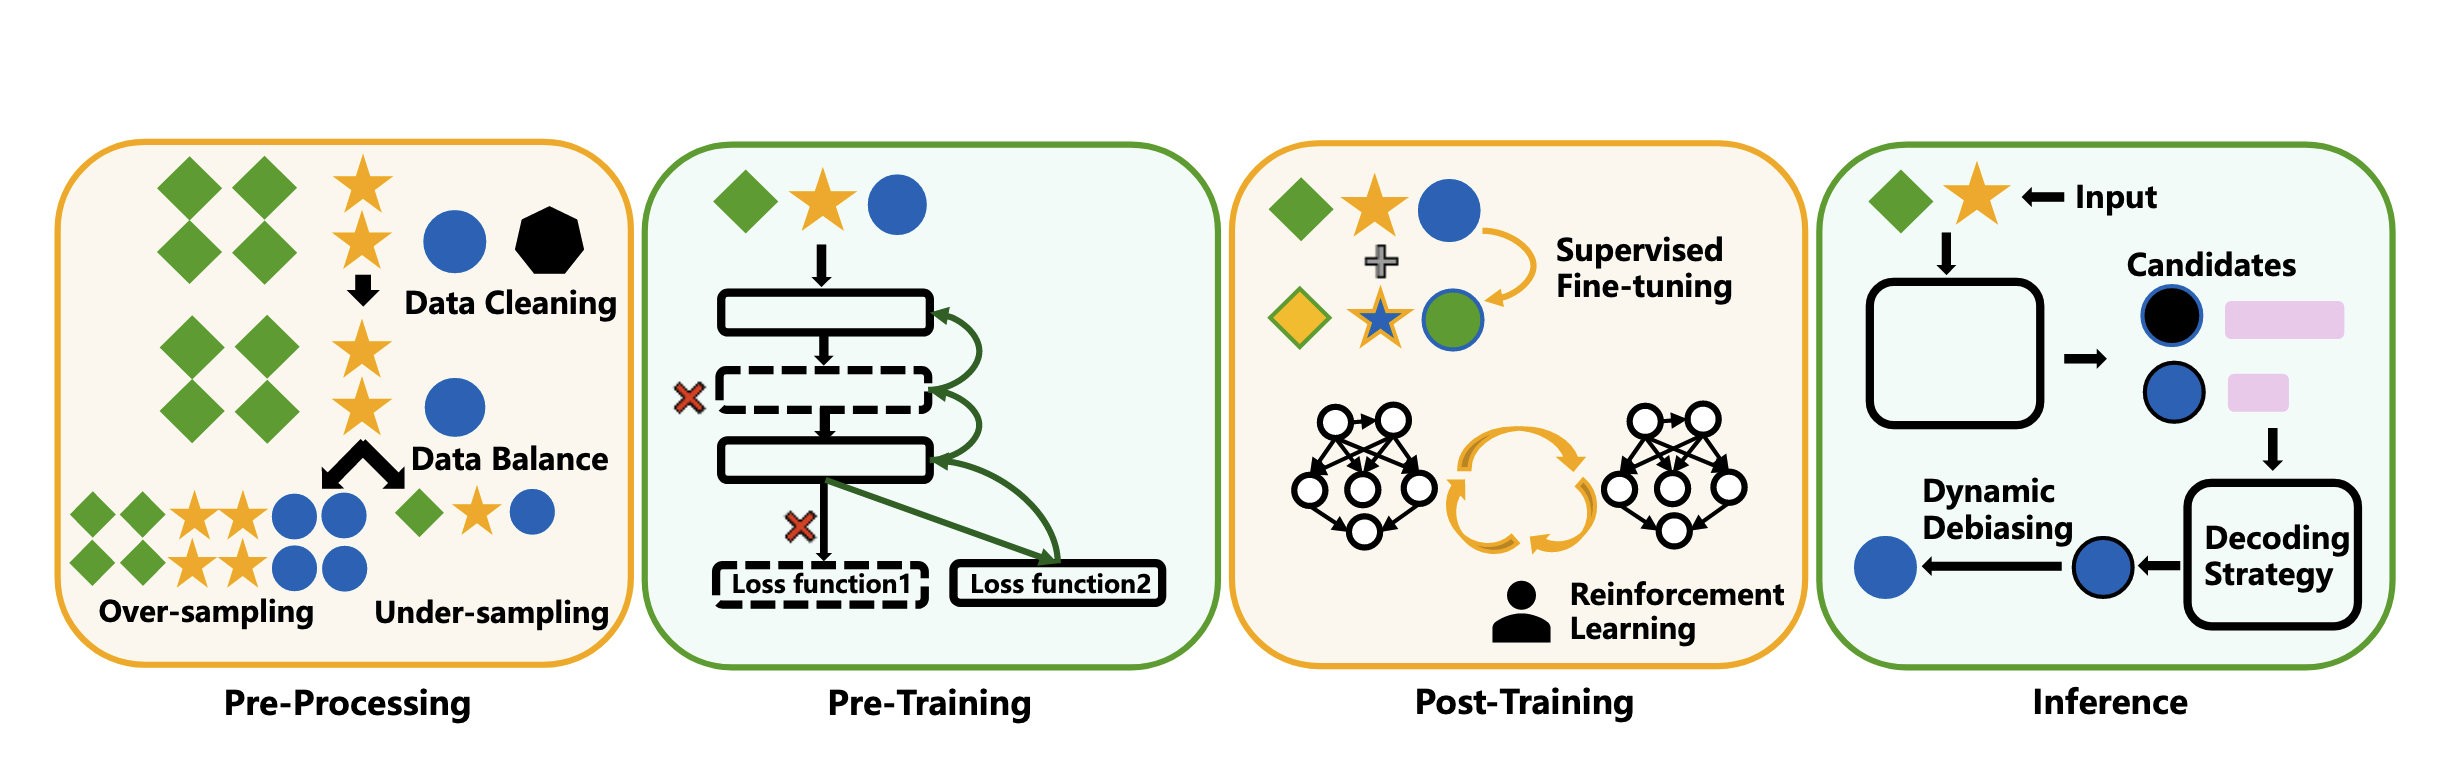 Data Cleaning
Data Balance
Over-sampling
Under-sampling
Pre-Processing
Loss function1
Loss function2
Pre-Training
Supervised
Fine-tuning
Reinforcement
Learning
Post-Training
Input
Candidates
Dynamic
Debiasing
Decoding
Strategy
Inference